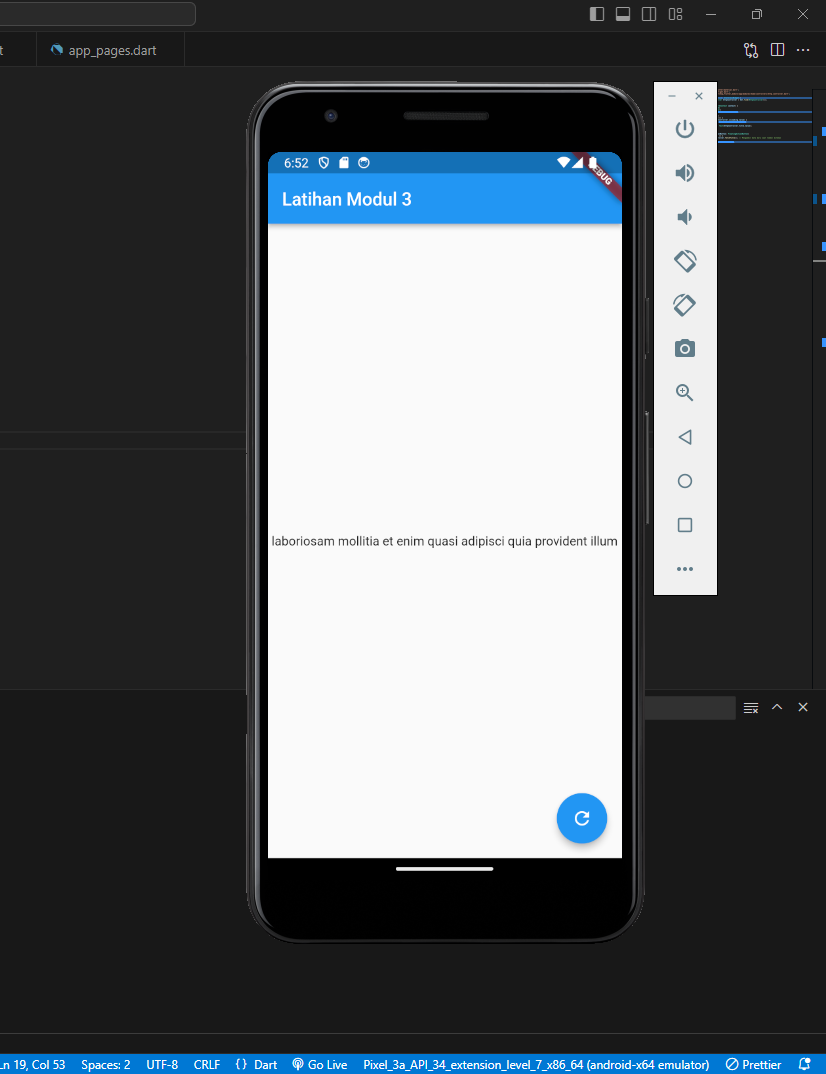 t
app_pages.dart
6:52
EBUG
Latihan Modul 3
laboriosam mollitia et enim quasi adipisci quia provident illum
Ln 19, Col 53 Spaces: 2 UTF-8 CRLF {} Dart Go Live Pixel_3a_API_34_extension_level_7_x86_64 (android-x64 emulator) Prettier